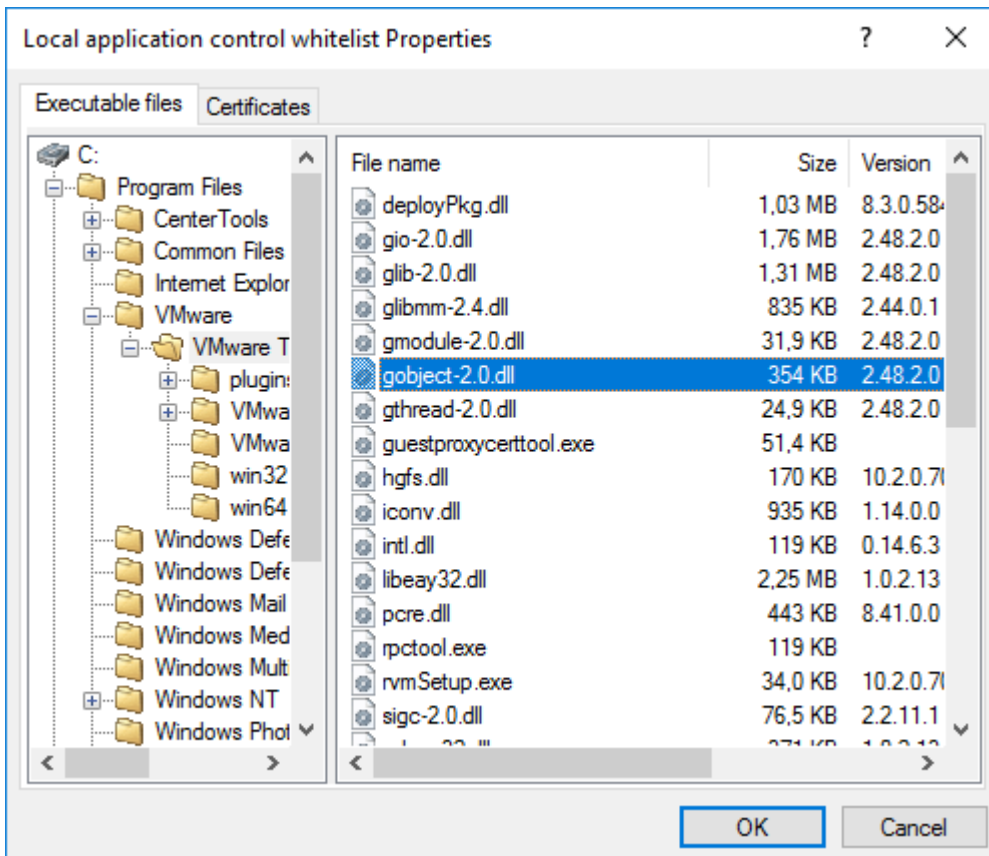 Local application control whitelist Properties ?
Executable files Certificates
C:
Program Files
CenterTools
Common Files
Internet Explor
VMware
VMware T
plugins
VMwa
VMwa
win32
win64
Windows Defe
Windows Defe
Windows Mail
Windows Med
Windows Mult
Windows NT
Windows Phot
File name Size Version
deployPkg.dll 1,03 MB 8.3.0.584
gio-2.0.dll 1,76 MB 2.48.2.0
glib-2.0.dll 1,31 MB 2.48.2.0
glibmm-2.4.dll 835 KB 2.44.0.1
gmodule-2.0.dll 31,9 KB 2.48.2.0
gobject-2.0.dll 354 KB 2.48.2.0
gthread-2.0.dll 24,9 KB 2.48.2.0
guestproxycerttool.exe 51,4 KB
hgfs.dll 170 KB 10.2.0.70
iconv.dll 935 KB 1.14.0.0
intl.dll 119 KB 0.14.6.3
libeay32.dll 2,25 MB 1.0.2.13
pcre.dll 443 KB 8.41.0.0
rpctool.exe 119 KB
rvmSetup.exe 34,0 KB 10.2.0.70
sigc-2.0.dll 76,5 KB 2.2.11.1
OK Cancel